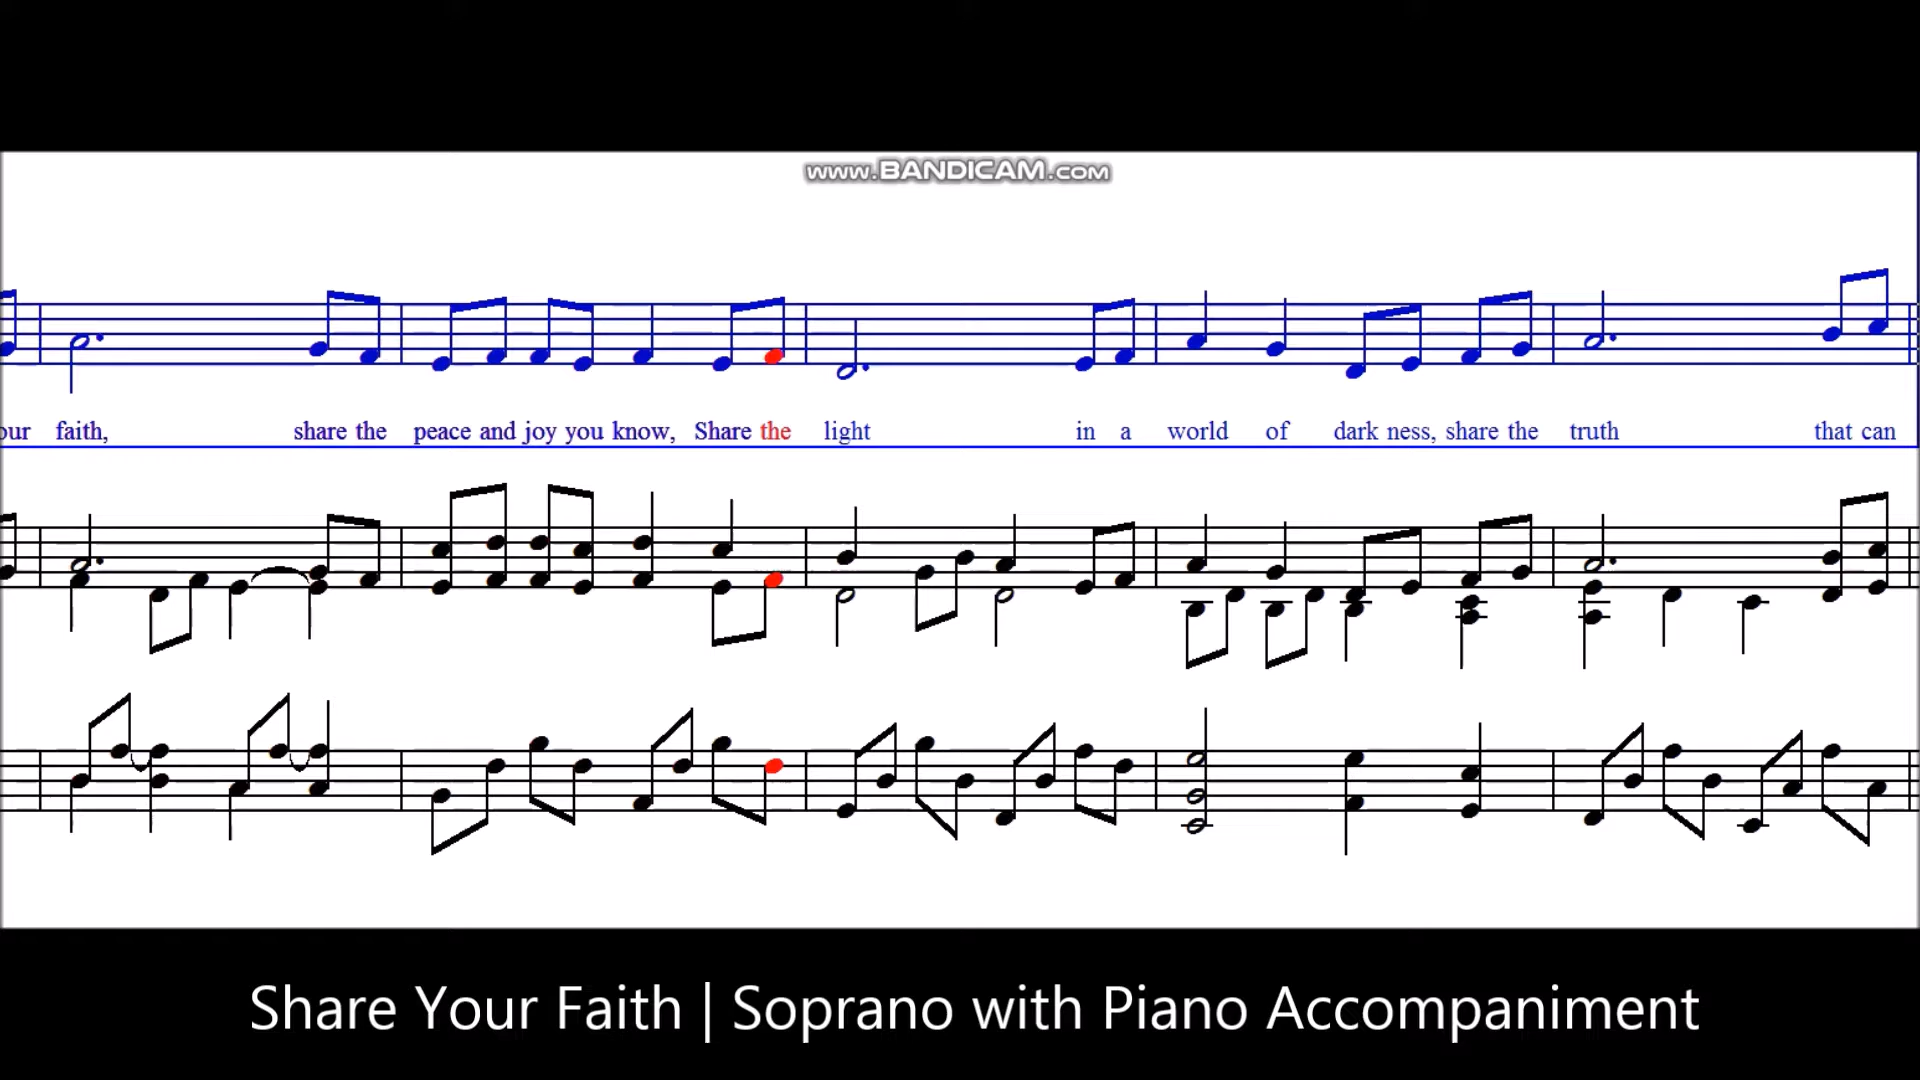 www.BANDICAM.com
our faith, share the peace and joy you know, Share the light in a world of dark ness, share the truth that can
Share Your Faith | Soprano with Piano Accompaniment